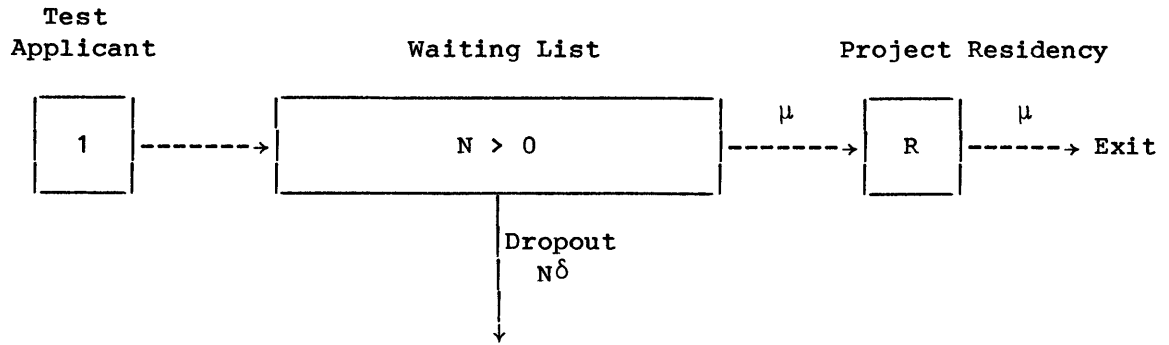 Test
Applicant
Waiting List
Project Residency
1
N > 0
μ
R
μ
Exit
Dropout
Nδ